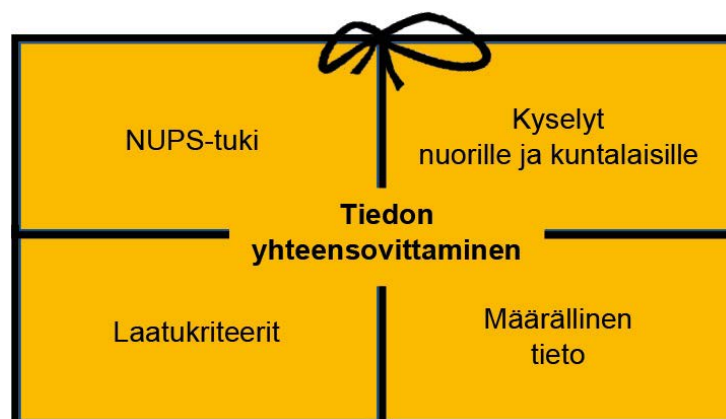 NUPS-tuki
Kyselyt
nuorille ja kuntalaisille
Tiedon
yhteensovittaminen
Laatukriteerit
Määrällinen
tieto